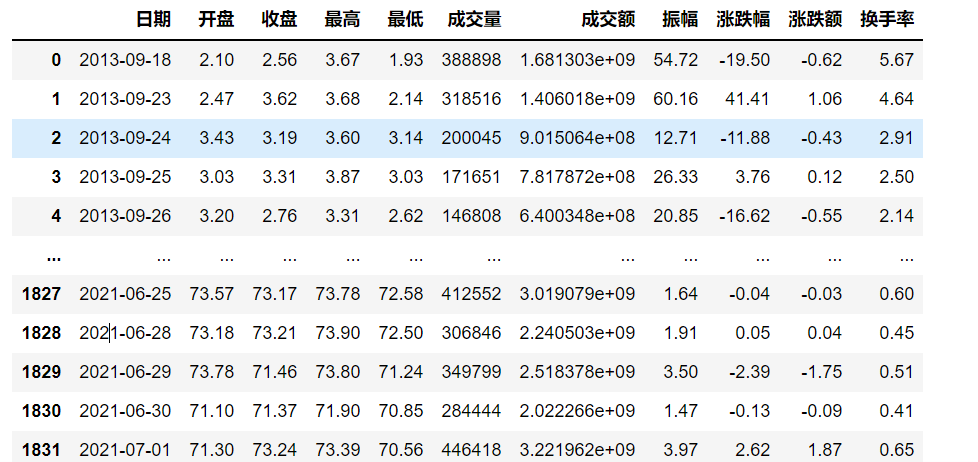 日期 开盘 收盘 最高 最低 成交量 成交额 振幅 涨跌幅 涨跌额 换手率
0 2013-09-18 2.10 2.56 3.67 1.93 388898 1.681303e+09 54.72 -19.50 -0.62 5.67
1 2013-09-23 2.47 3.62 3.68 2.14 318516 1.406018e+09 60.16 41.41 1.06 4.64
2 2013-09-24 3.43 3.19 3.60 3.14 200045 9.015064e+08 12.71 -11.88 -0.43 2.91
3 2013-09-25 3.03 3.31 3.87 3.03 171651 7.817872e+08 26.33 3.76 0.12 2.50
4 2013-09-26 3.20 2.76 3.31 2.62 146808 6.400348e+08 20.85 -16.62 -0.55 2.14
... ... ... ... ... ... ... ... ... ... ... ...
1827 2021-06-25 73.57 73.17 73.78 72.58 412552 3.019079e+09 1.64 -0.04 -0.03 0.60
1828 2021-06-28 73.18 73.21 73.90 72.50 306846 2.240503e+09 1.91 0.05 0.04 0.45
1829 2021-06-29 73.78 71.46 73.80 71.24 349799 2.518378e+09 3.50 -2.39 -1.75 0.51
1830 2021-06-30 71.10 71.37 71.90 70.85 284444 2.022266e+09 1.47 -0.13 -0.09 0.41
1831 2021-07-01 71.30 73.24 73.39 70.56 446418 3.221962e+09 3.97 2.62 1.87 0.65